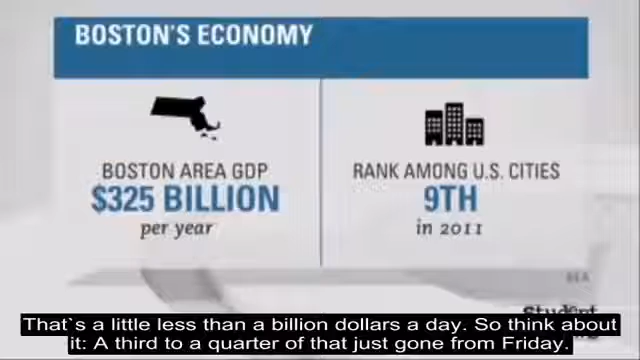 BOSTON'S ECONOMY
BOSTON AREA GDP
$325 BILLION
per year
RANK AMONG U.S. CITIES
9TH
in 2011
BEA
That`s a little less than a billion dollars a day. So think about
it: A third to a quarter of that just gone from Friday.